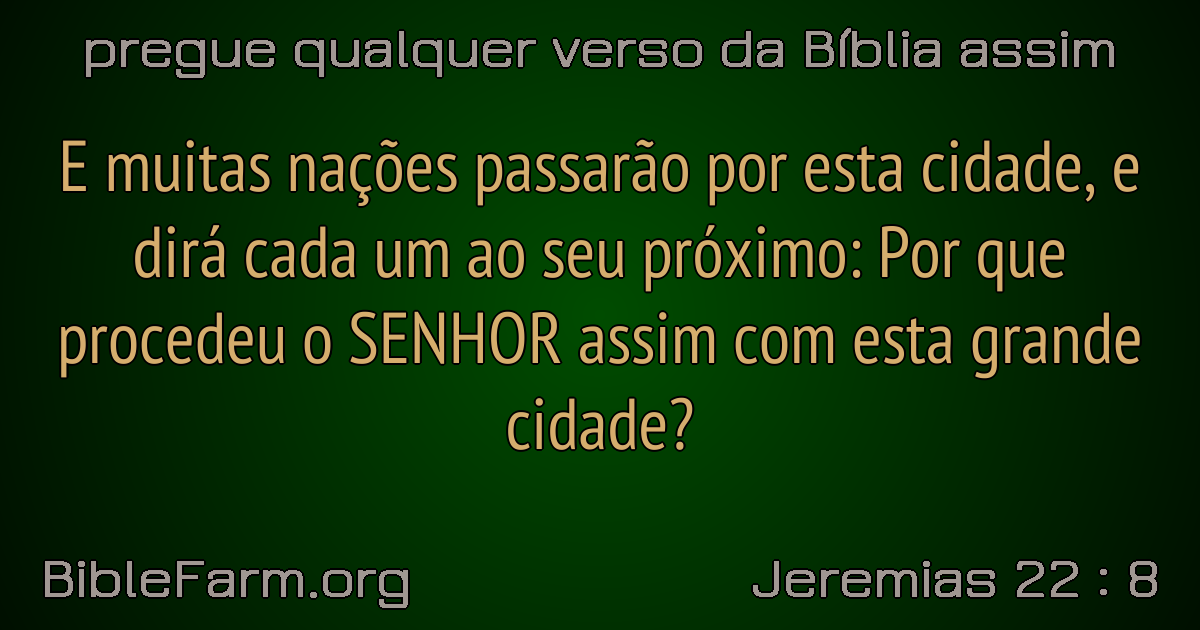 pregue qualquer verso da Bíblia assim
E muitas nações passarão por esta cidade, e
dirá cada um ao seu próximo: Por que
procedeu o SENHOR assim com esta grande
cidade?
BibleFarm.org
Jeremias 22 : 8